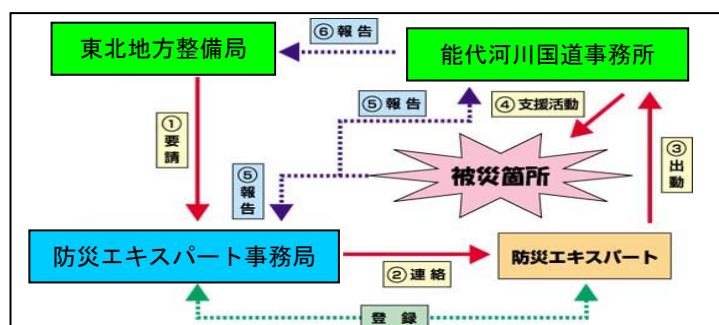 ⑥報告
東北地方整備局
能代河川国道事務所
⑤報告
④支援活動
①要請
被災箇所
③出動
⑤報告
防災エキスパート事務局
②連絡
防災エキスパート
登録